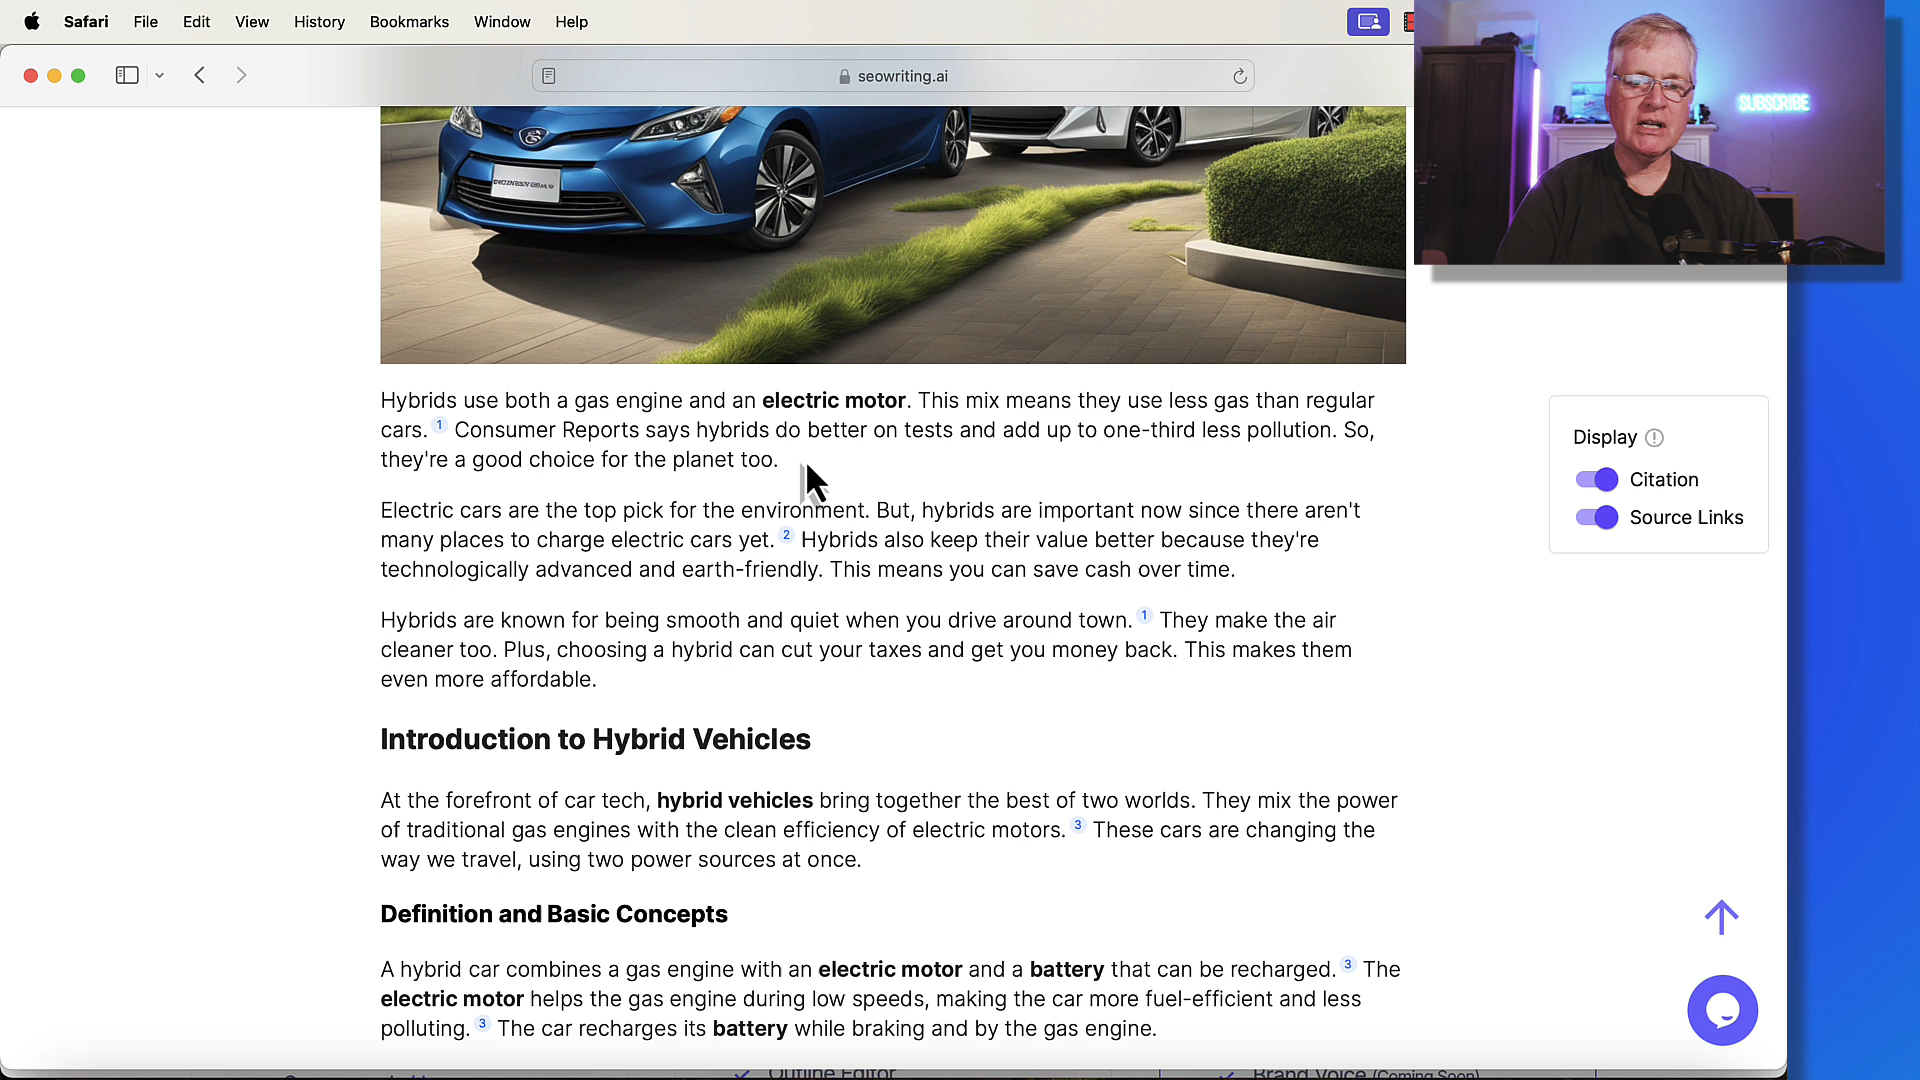 Safari File Edit View History Bookmarks Window Help
seowriting.ai
SUBSCRIBE
Hybrids use both a gas engine and an electric motor. This mix means they use less gas than regular
cars. 1 Consumer Reports says hybrids do better on tests and add up to one-third less pollution. So,
they're a good choice for the planet too.
Electric cars are the top pick for the environment. But, hybrids are important now since there aren't
many places to charge electric cars yet. 2 Hybrids also keep their value better because they're
technologically advanced and earth-friendly. This means you can save cash over time.
Hybrids are known for being smooth and quiet when you drive around town. 1 They make the air
cleaner too. Plus, choosing a hybrid can cut your taxes and get you money back. This makes them
even more affordable.
Introduction to Hybrid Vehicles
At the forefront of car tech, hybrid vehicles bring together the best of two worlds. They mix the power
of traditional gas engines with the clean efficiency of electric motors. 3 These cars are changing the
way we travel, using two power sources at once.
Definition and Basic Concepts
A hybrid car combines a gas engine with an electric motor and a battery that can be recharged. 3 The
electric motor helps the gas engine during low speeds, making the car more fuel-efficient and less
polluting. 3 The car recharges its battery while braking and by the gas engine.
Display
Citation
Source Links
Outline Editor
Brand Voice (Coming Soon)